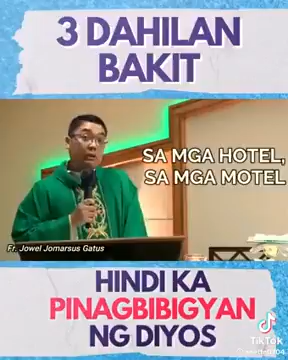 3 DAHILAN
BAKIT
SA MGA HOTEL,
SA MGA MOTEL
Fr. Jowel Jomarsus Gatus
HINDI KA
PINAGBIBIGYAN
NG DIYOS
TikTok